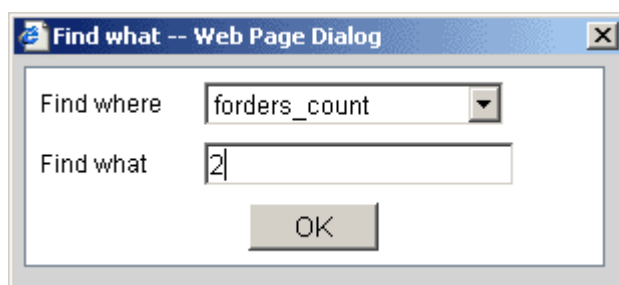 Find what -- Web Page Dialog
Find where forders_count
Find what 2
OK